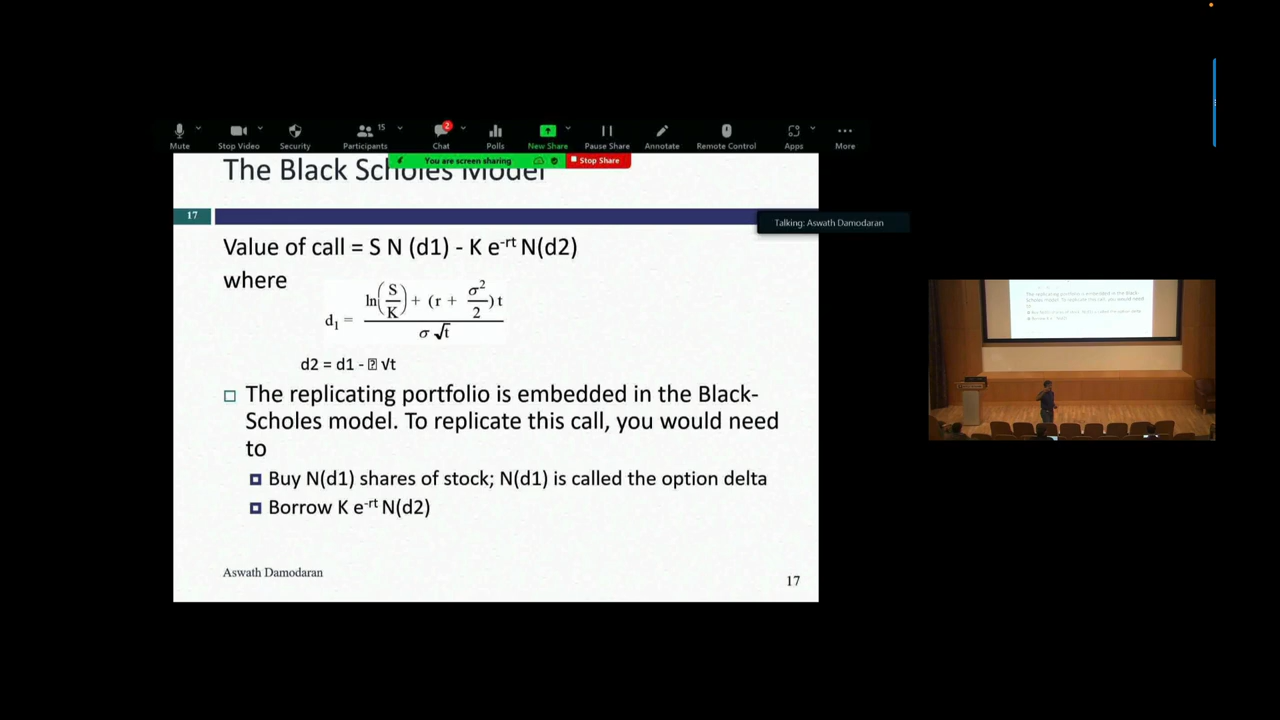 15
2
Mute
Stop Video
Security
Participants
Chat
Polls
New Share
Pause Share
Annotate
Remote Control
Apps
More
You are screen sharing
Stop Share
The Black Scholes Model
17
Talking: Aswath Damodaran
Value of call = S N (d1) - K e-rt N(d2)
where
d1 = ln(S/K) + (r + σ²/2) t / σ √t
d2 = d1 - ⍰ √t
The replicating portfolio is embedded in the Black-
Scholes model. To replicate this call, you would need
to
Buy N(d1) shares of stock; N(d1) is called the option delta
Borrow K e-rt N(d2)
Aswath Damodaran
17